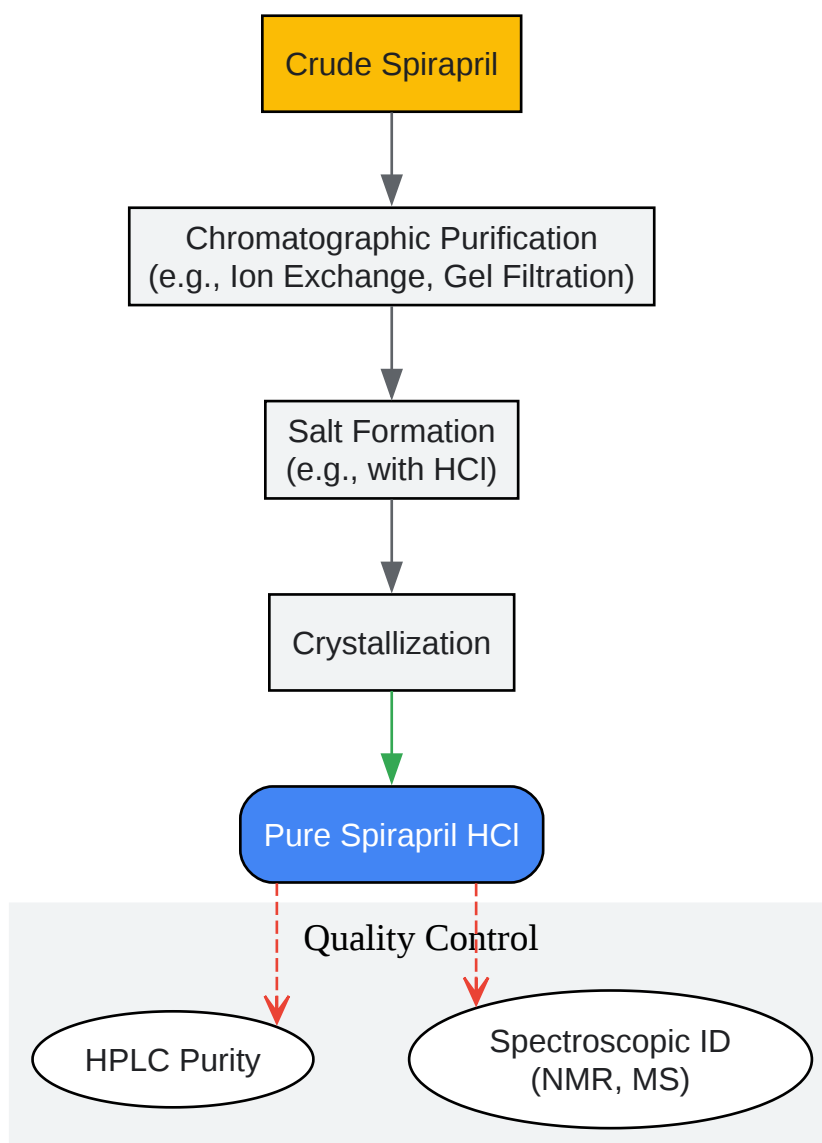 Crude Spirapril
Chromatographic Purification
(e.g., Ion Exchange, Gel Filtration)
Salt Formation
(e.g., with HCl)
Crystallization
Pure Spirapril HCl
Quality Control
HPLC Purity
Spectroscopic ID
(NMR, MS)